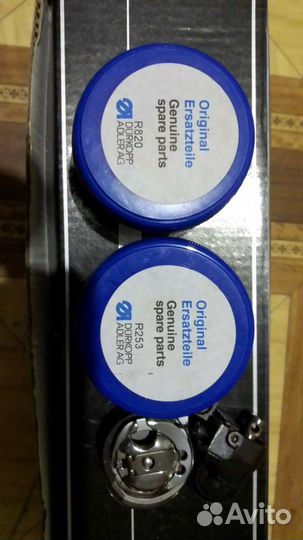 Original
Ersatzteile
Genuine
spare parts
R820
DÜRKOPP
ADLER AG
Original
Ersatzteile
Genuine
spare parts
R253
DÜRKOPP
ADLER AG
Avito